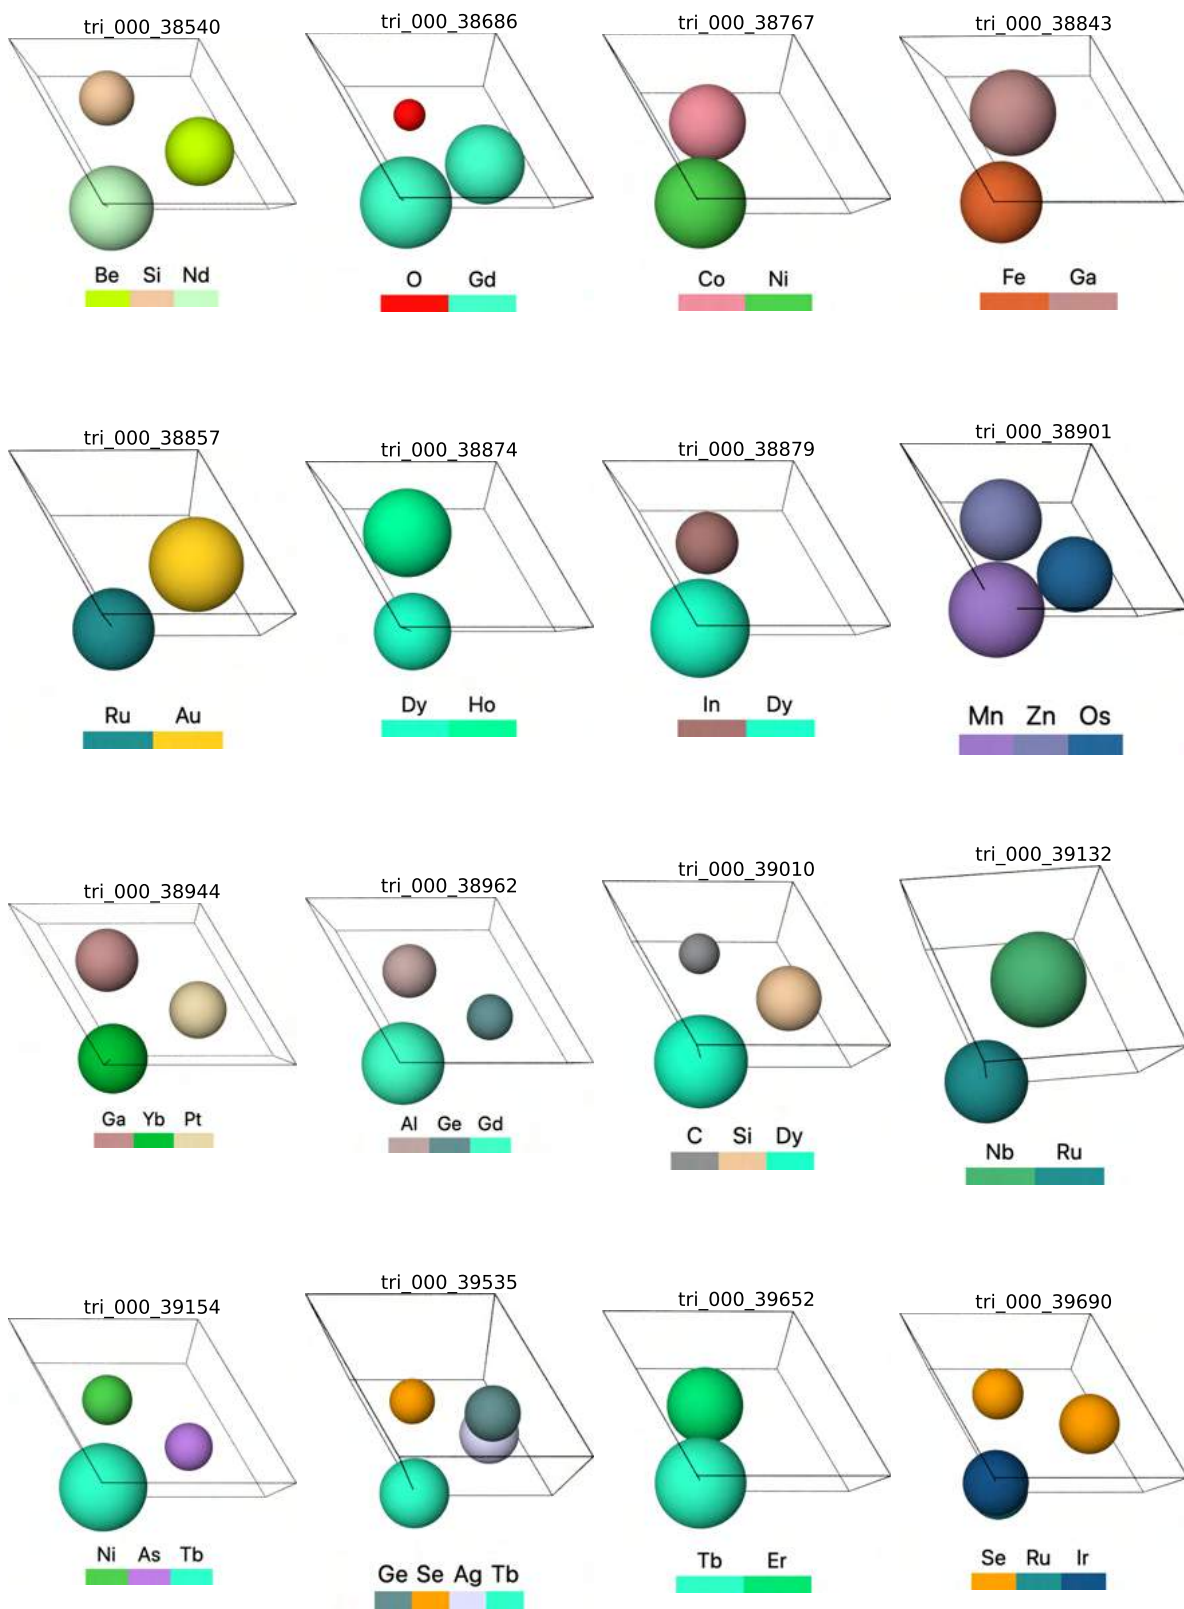 tri_000_38540 tri_000_38686 tri_000_38767 tri_000_38843
Be Si Nd O Gd Co Ni Fe Ga
tri_000_38857 tri_000_38874 tri_000_38879 tri_000_38901
Ru Au Dy Ho In Dy Mn Zn Os
tri_000_38944 tri_000_38962 tri_000_39010 tri_000_39132
Ga Yb Pt Al Ge Gd C Si Dy Nb Ru
tri_000_39154 tri_000_39535 tri_000_39652 tri_000_39690
Ni As Tb Ge Se Ag Tb Tb Er Se Ru Ir